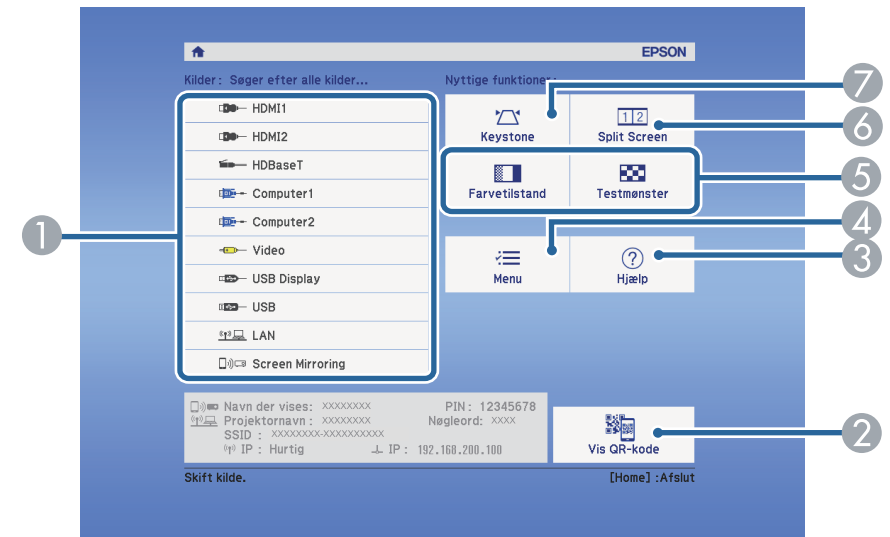 EPSON
Kilder: Søger efter alle kilder...
HDMI1
HDMI2
HDBaseT
Computer1
Computer2
Video
USB Display
USB
LAN
Screen Mirroring
Nyttige funktioner:
Keystone
Split Screen
1 2
Farvetilstand
Testmønster
Menu
Hjælp
?
Navn der vises: XXXXXXXX
PIN: 12345678
Projektornavn: XXXXXXXX
Nøgleord: XXXX
SSID : XXXXXXXX-XXXXXXXXXX
IP : Hurtig
IP : 192.168.200.100
Vis QR-kode
Skift kilde.
[Home] :Afslut
1
7
6
5
4
3
2